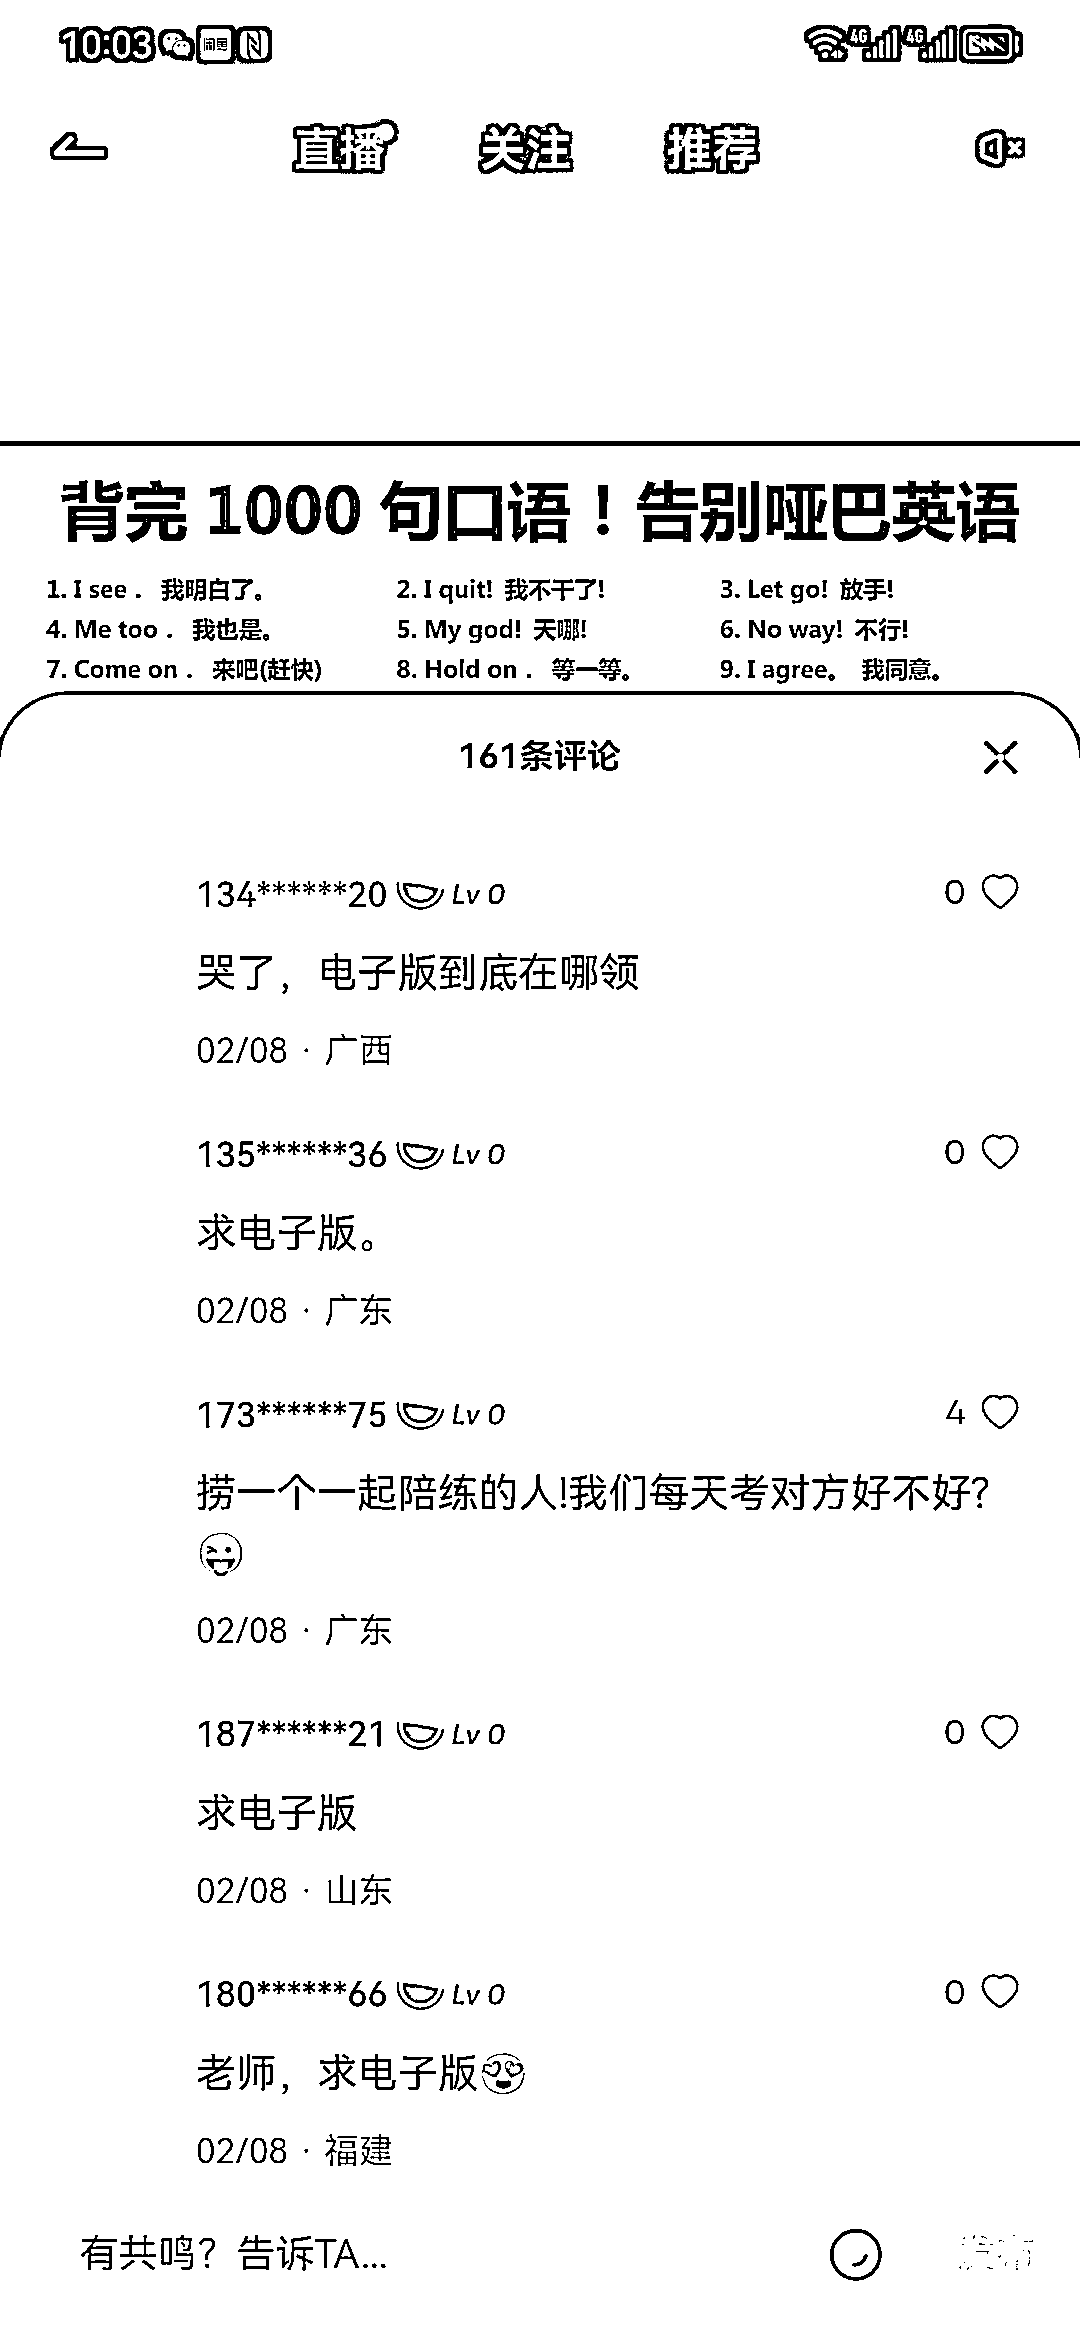 10:03
4G 4G
直播 关注 推荐
背完 1000 句口语！告别哑巴英语
1. I see． 我明白了。 2. I quit! 我不干了! 3. Let go! 放手!
4. Me too． 我也是。 5. My god! 天哪! 6. No way! 不行!
7. Come on． 来吧(赶快) 8. Hold on． 等一等。 9. I agree。 我同意。
161条评论
134******20 Lv 0 0
哭了，电子版到底在哪领
02/08 · 广西
135******36 Lv 0 0
求电子版。
02/08 · 广东
173******75 Lv 0 4
捞一个一起陪练的人!我们每天考对方好不好?
😜
02/08 · 广东
187******21 Lv 0 0
求电子版
02/08 · 山东
180******66 Lv 0 0
老师，求电子版😍
02/08 · 福建
有共鸣？告诉TA... 发布